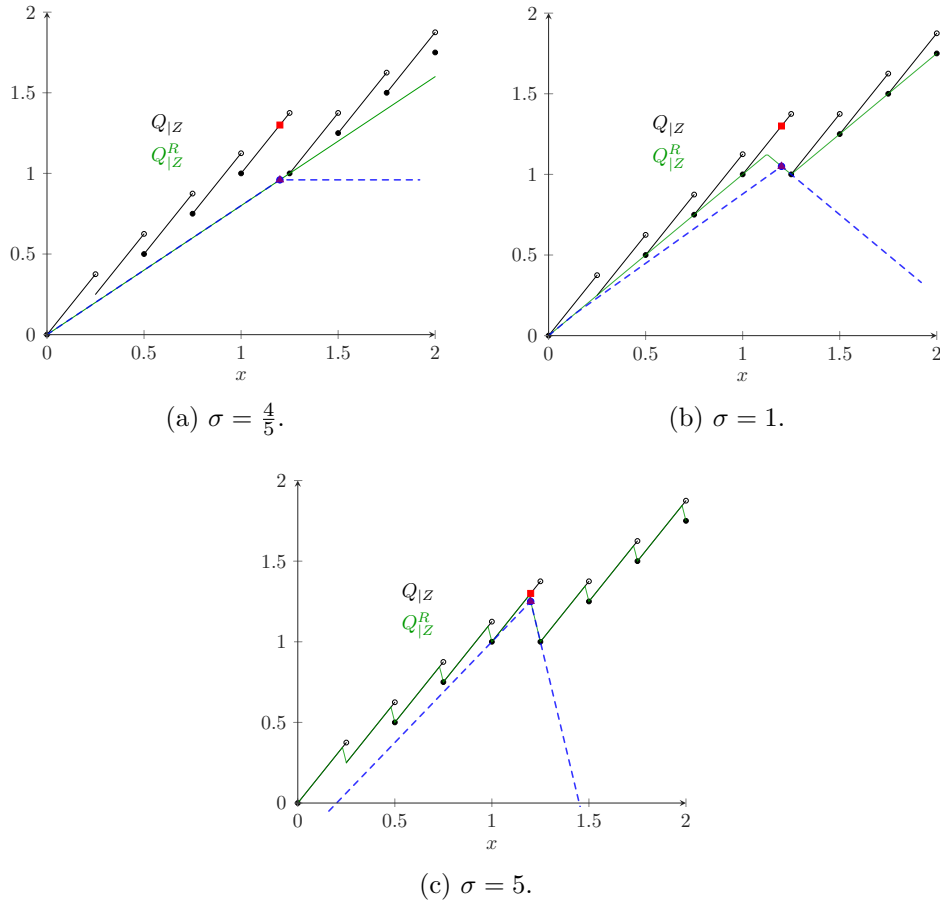 2
1.5
1
0.5
0
0 0.5 1 1.5 2
x
Q_{|Z}
Q^R_{|Z}
(a) σ = 4/5.
2
1.5
1
0.5
0
0 0.5 1 1.5 2
x
Q_{|Z}
Q^R_{|Z}
(b) σ = 1.
2
1.5
1
0.5
0
0 0.5 1 1.5 2
x
Q_{|Z}
Q^R_{|Z}
(c) σ = 5.